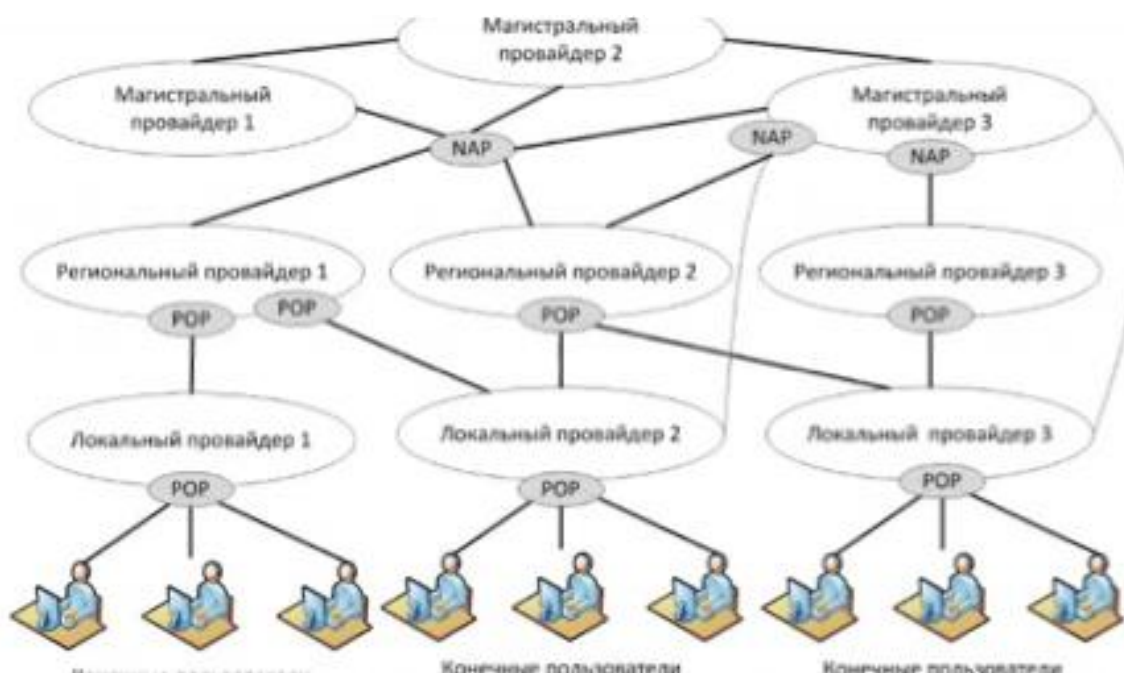 Магистральный
провайдер 2
Магистральный
провайдер 1
Магистральный
провайдер 3
NAP
NAP
NAP
Региональный провайдер 1
Региональный провайдер 2
Региональный провайдер 3
POP
POP
POP
POP
Локальный провайдер 1
Локальный провайдер 2
Локальный провайдер 3
POP
POP
POP
Конечные пользователи
Конечные пользователи